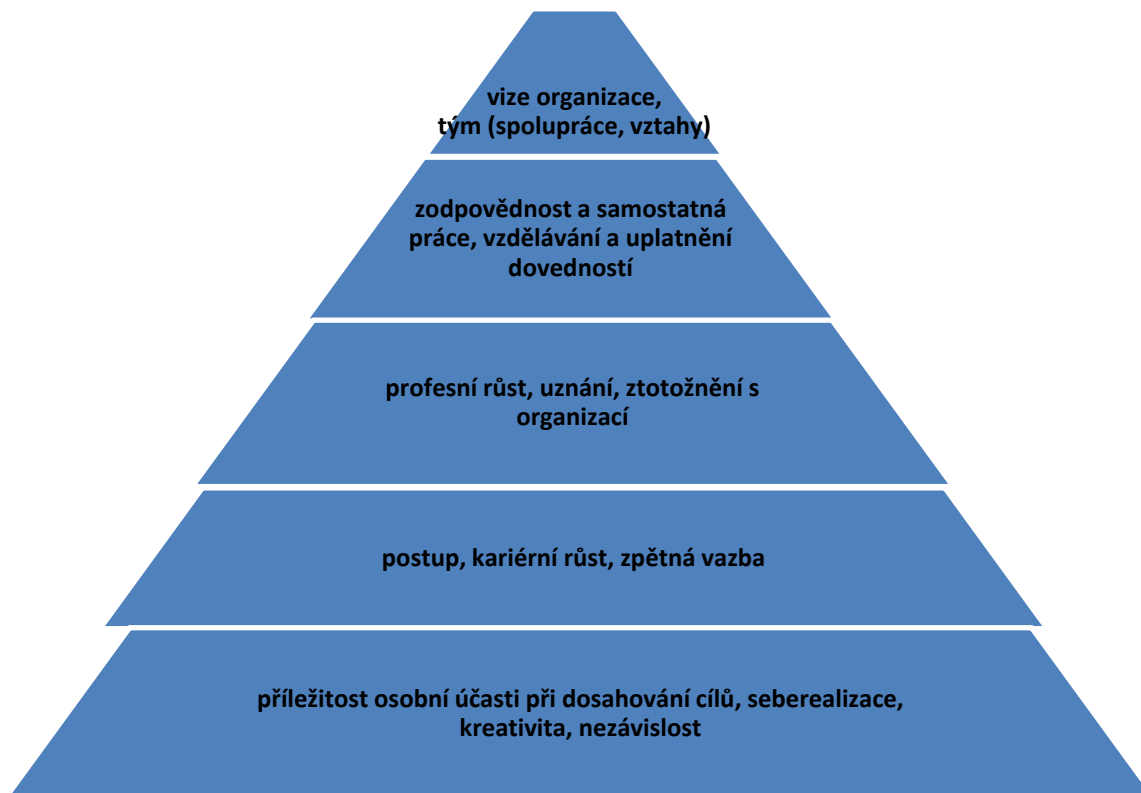 vize organizace,
tým (spolupráce, vztahy)
zodpovědnost a samostatná
práce, vzdělávání a uplatnění
dovedností
profesní růst, uznání, ztotožnění s
organizací
postup, kariérní růst, zpětná vazba
příležitost osobní účasti při dosahování cílů, seberealizace,
kreativita, nezávislost